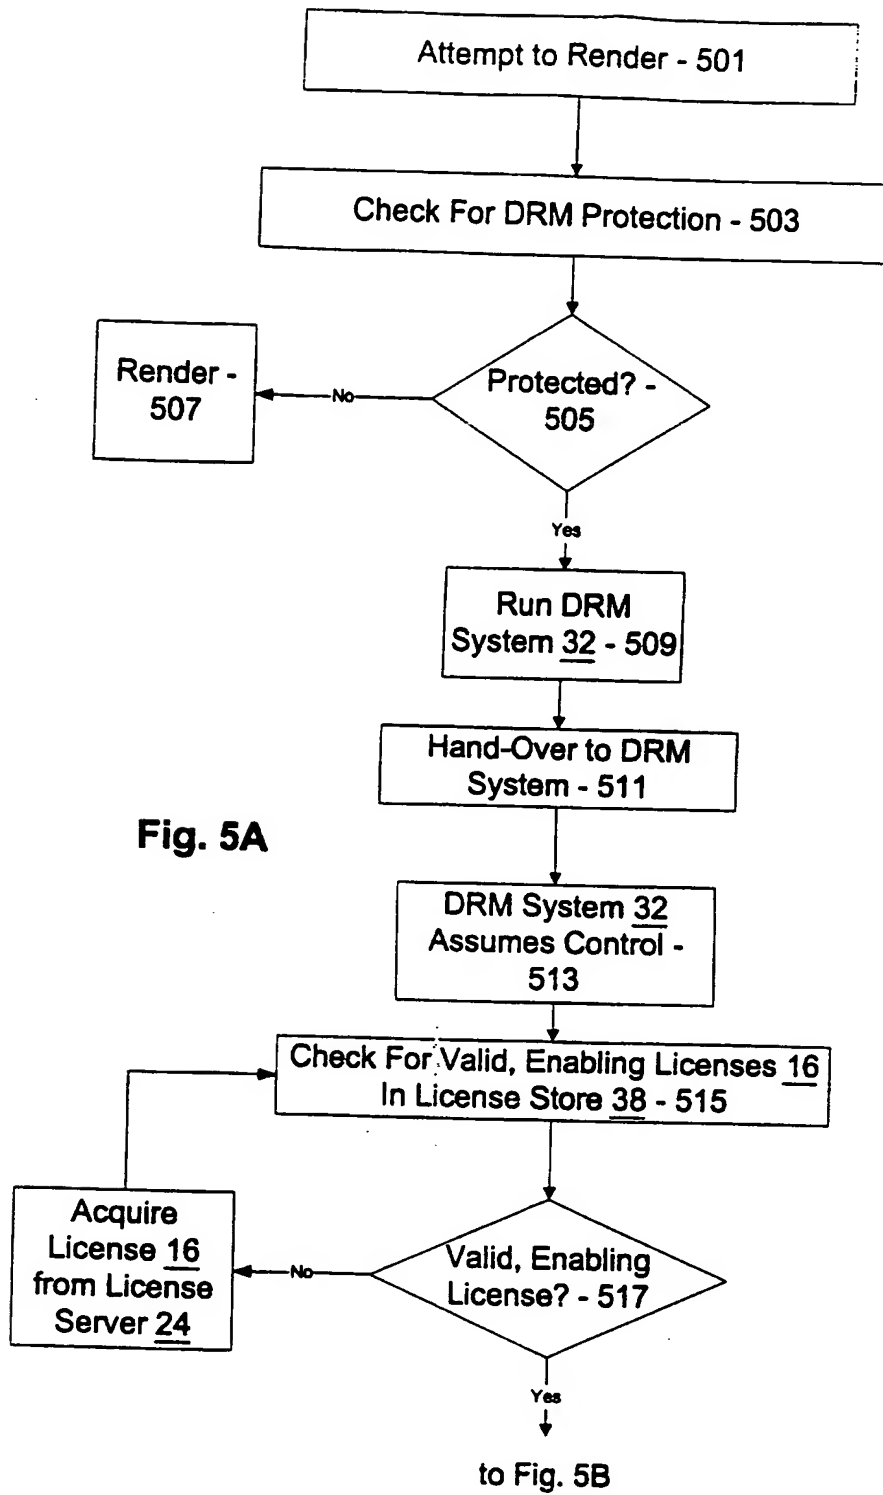 Attempt to Render - 501
Check For DRM Protection - 503
Render -
507
No
Protected? -
505
Yes
Run DRM
System 32 - 509
Hand-Over to DRM
System - 511
Fig. 5A
DRM System 32
Assumes Control -
513
Check For Valid, Enabling Licenses 16
In License Store 38 - 515
Acquire
License 16
from License
Server 24
No
Valid, Enabling
License? - 517
Yes
to Fig. 5B